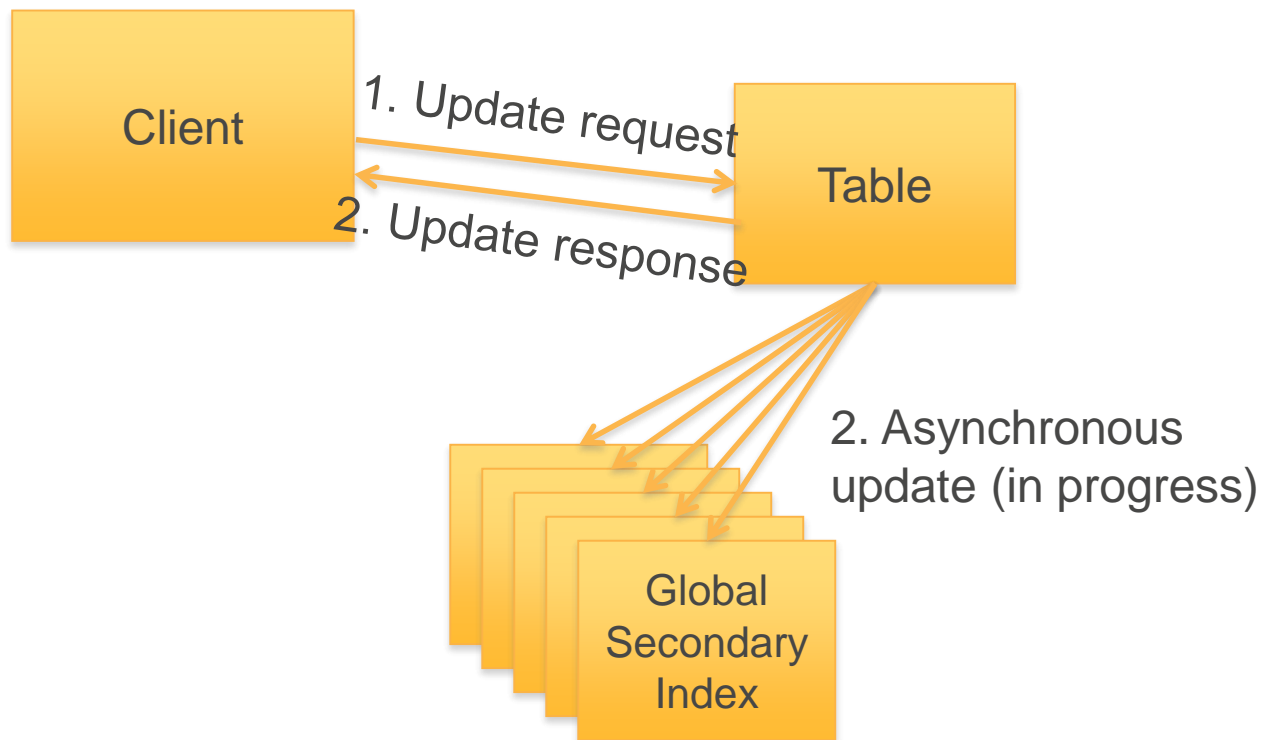 Client
1. Update request
Table
2. Update response
2. Asynchronous
update (in progress)
Global
Secondary
Index